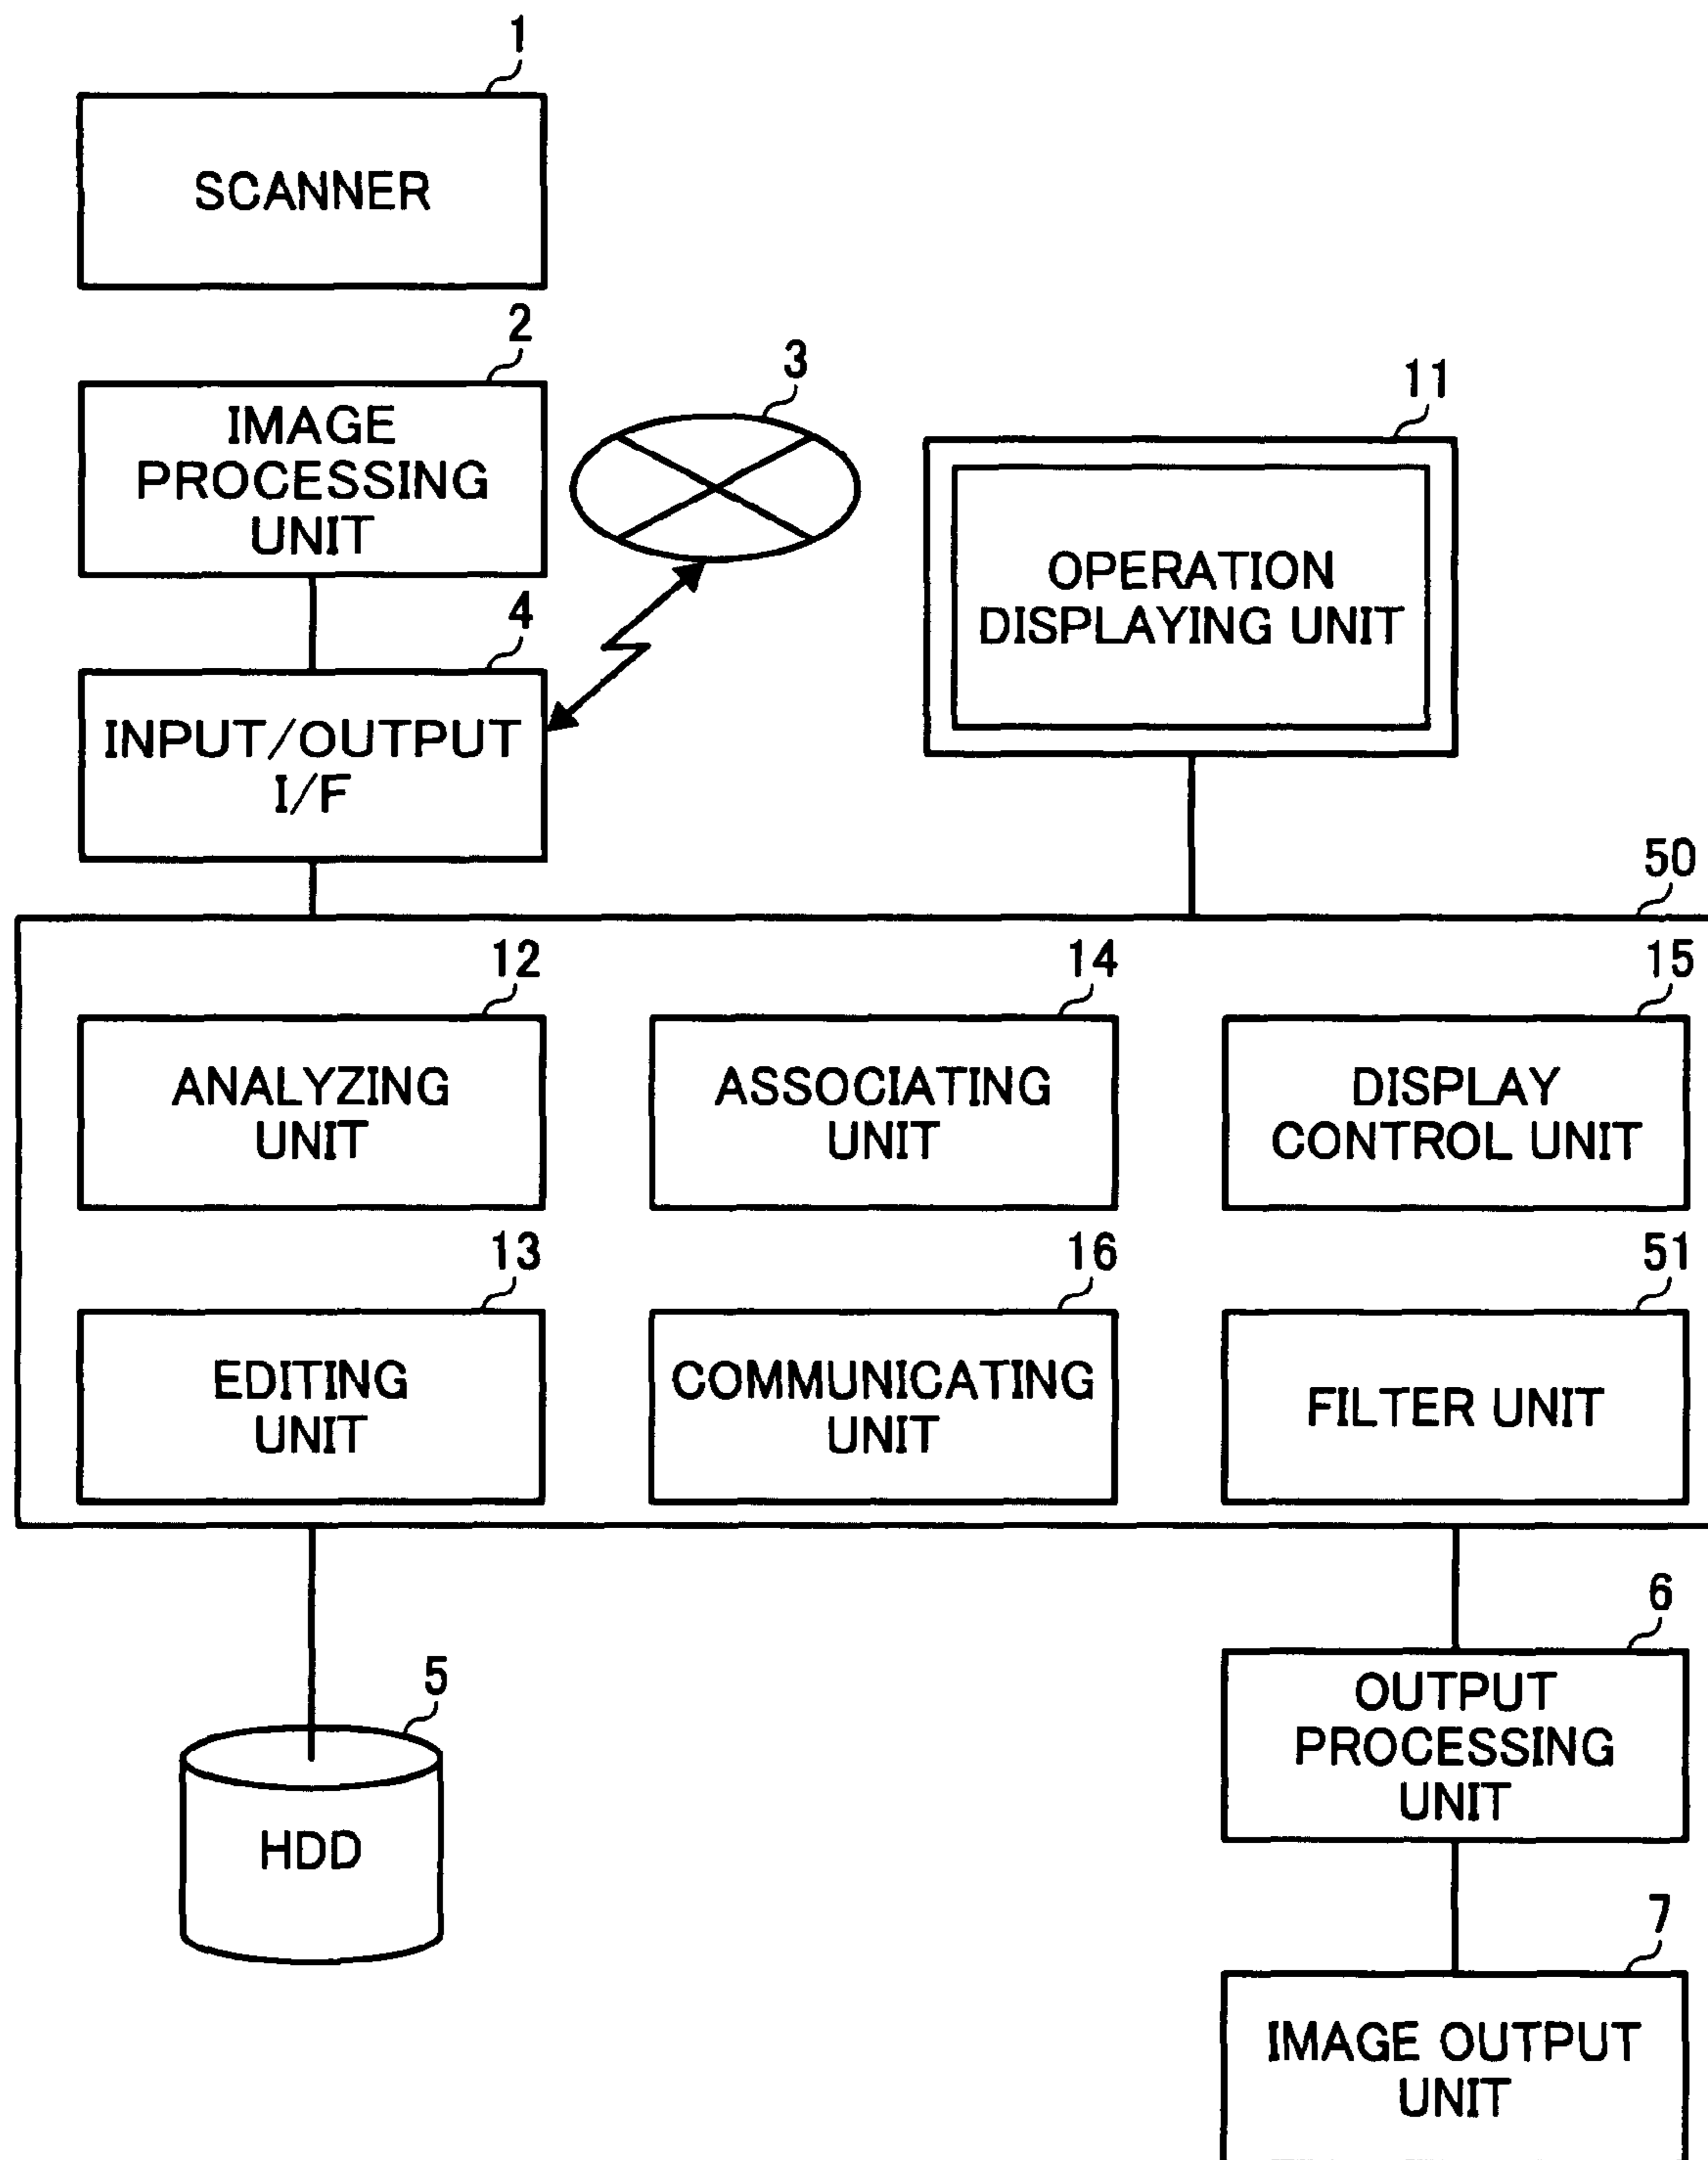 1
SCANNER
2
IMAGE
PROCESSING
UNIT
3
4
INPUT/OUTPUT
I/F
11
OPERATION
DISPLAYING UNIT
50
12
ANALYZING
UNIT
14
ASSOCIATING
UNIT
15
DISPLAY
CONTROL UNIT
13
EDITING
UNIT
16
COMMUNICATING
UNIT
51
FILTER UNIT
5
HDD
6
OUTPUT
PROCESSING
UNIT
7
IMAGE OUTPUT
UNIT